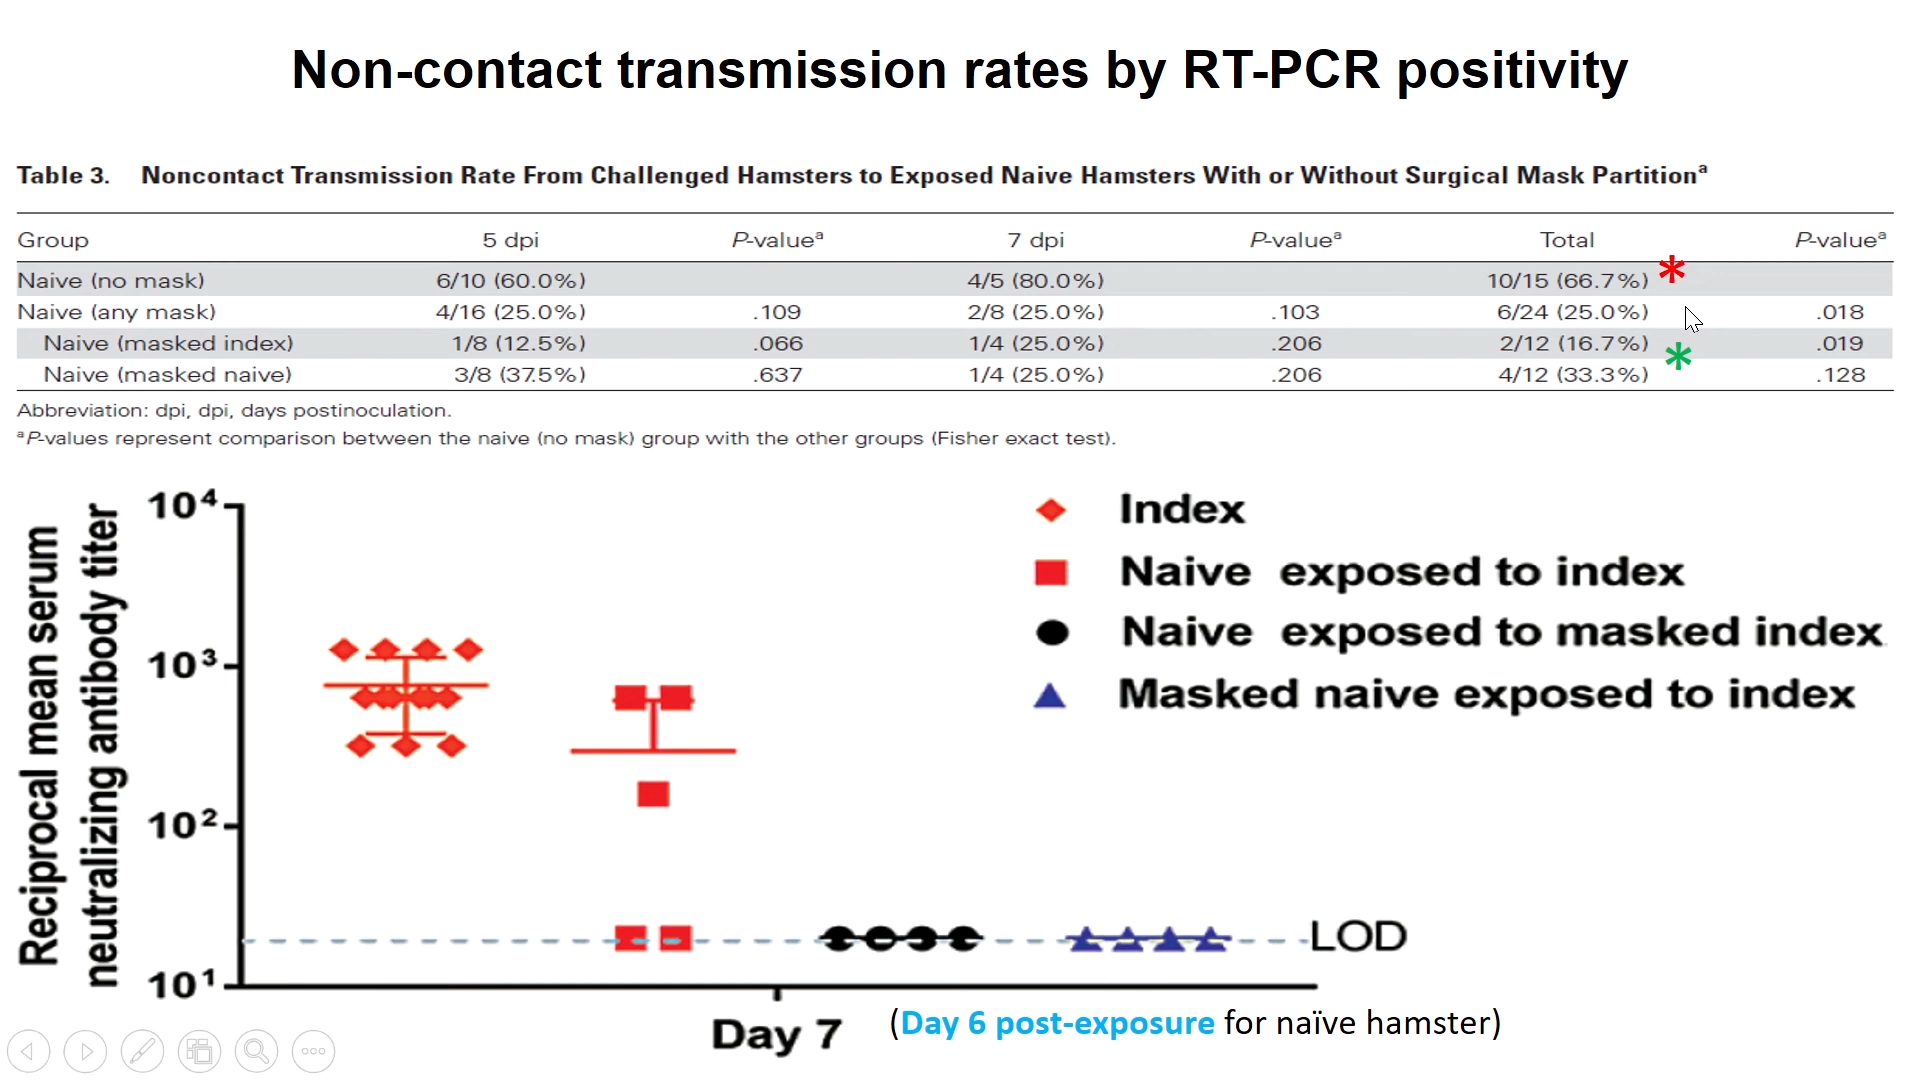 Non-contact transmission rates by RT-PCR positivity
Table 3. Noncontact Transmission Rate From Challenged Hamsters to Exposed Naive Hamsters With or Without Surgical Mask Partitionᵃ
Group 5 dpi P-valueᵃ 7 dpi P-valueᵃ Total P-valueᵃ
Naive (no mask) 6/10 (60.0%) 4/5 (80.0%) 10/15 (66.7%) *
Naive (any mask) 4/16 (25.0%) .109 2/8 (25.0%) .103 6/24 (25.0%) .018
Naive (masked index) 1/8 (12.5%) .066 1/4 (25.0%) .206 2/12 (16.7%) * .019
Naive (masked naive) 3/8 (37.5%) .637 1/4 (25.0%) .206 4/12 (33.3%) .128
Abbreviation: dpi, dpi, days postinoculation.
ᵃP-values represent comparison between the naive (no mask) group with the other groups (Fisher exact test).
Reciprocal mean serum
neutralizing antibody titer
10⁴
10³
10²
10¹
Index
Naive exposed to index
Naive exposed to masked index
Masked naive exposed to index
LOD
Day 7 (Day 6 post-exposure for naïve hamster)